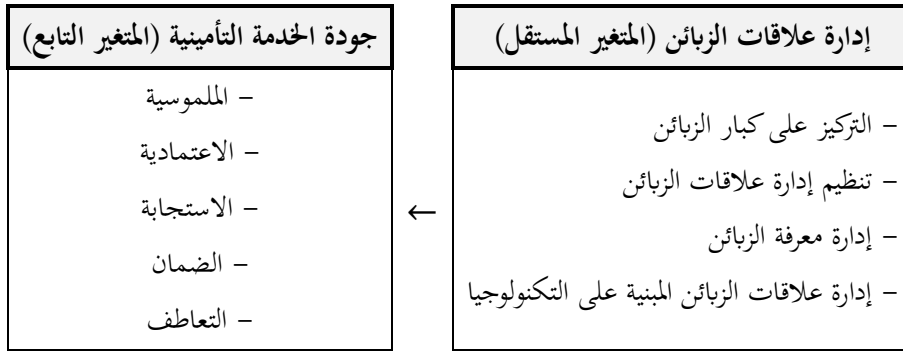 إدارة علاقات الزبائن (المتغير المستقل)
– التركيز على كبار الزبائن
– تنظيم إدارة علاقات الزبائن
– إدارة معرفة الزبائن
– إدارة علاقات الزبائن المبنية على التكنولوجيا
←
جودة الخدمة التأمينية (المتغير التابع)
– الملموسية
– الاعتمادية
– الاستجابة
– الضمان
– التعاطف